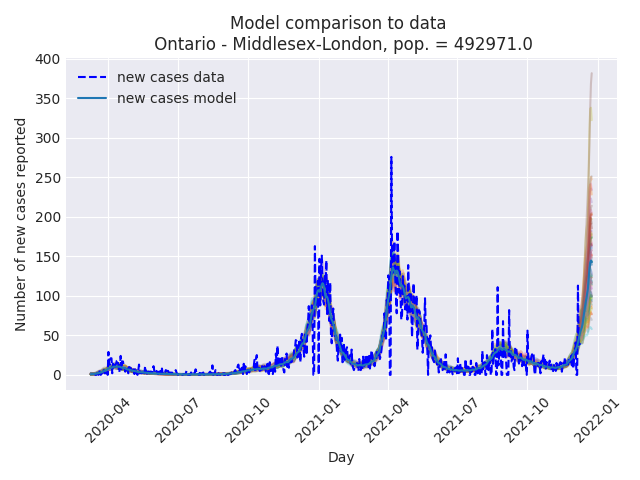 Model comparison to data
Ontario - Middlesex-London, pop. = 492971.0
400
350
300
250
200
150
100
50
0
Number of new cases reported
new cases data
new cases model
2020-04
2020-07
2020-10
2021-01
2021-04
2021-07
2021-10
2022-01
Day